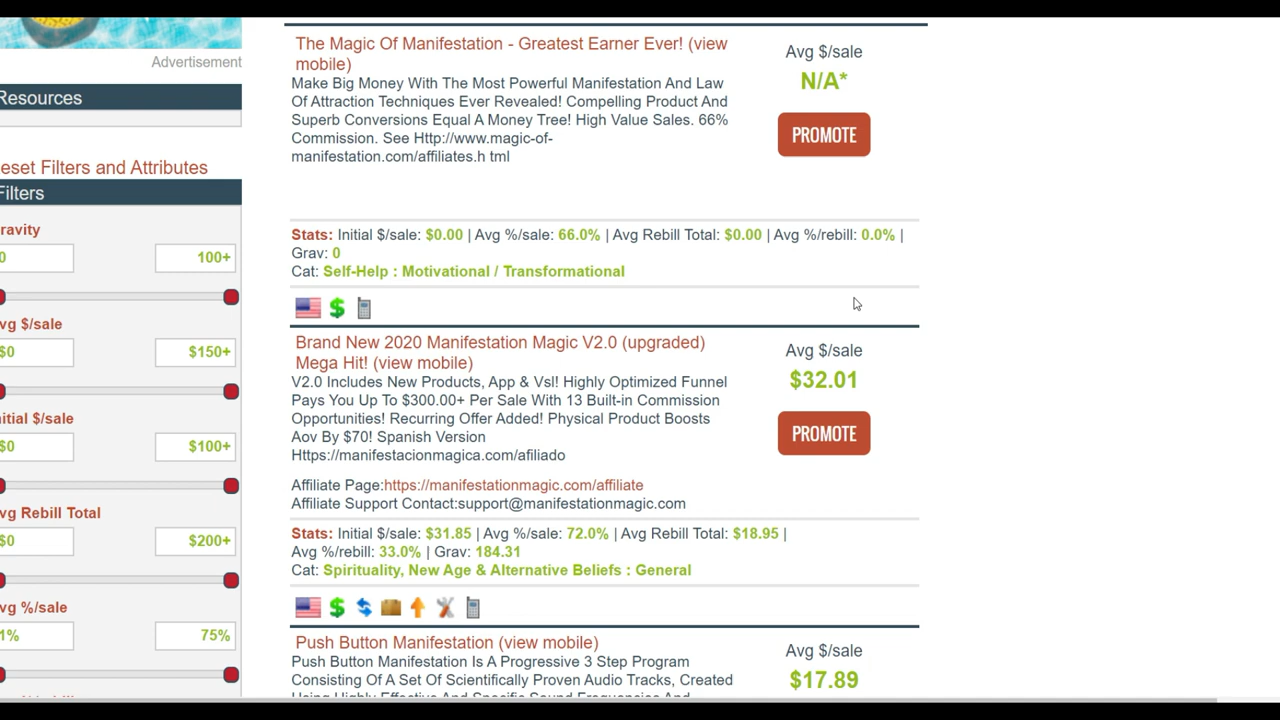 Advertisement
Resources
eset Filters and Attributes
Filters
ravity
0
100+
vg $/sale
$0
$150+
nitial $/sale
$0
$100+
vg Rebill Total
$0
$200+
vg %/sale
1%
75%
The Magic Of Manifestation - Greatest Earner Ever! (view
mobile)
Make Big Money With The Most Powerful Manifestation And Law
Of Attraction Techniques Ever Revealed! Compelling Product And
Superb Conversions Equal A Money Tree! High Value Sales. 66%
Commission. See Http://www.magic-of-
manifestation.com/affiliates.h tml
Avg $/sale
N/A*
PROMOTE
Stats: Initial $/sale: $0.00 | Avg %/sale: 66.0% | Avg Rebill Total: $0.00 | Avg %/rebill: 0.0% |
Grav: 0
Cat: Self-Help : Motivational / Transformational
Brand New 2020 Manifestation Magic V2.0 (upgraded)
Mega Hit! (view mobile)
V2.0 Includes New Products, App & Vsl! Highly Optimized Funnel
Pays You Up To $300.00+ Per Sale With 13 Built-in Commission
Opportunities! Recurring Offer Added! Physical Product Boosts
Aov By $70! Spanish Version
Https://manifestacionmagica.com/afiliado
Affiliate Page:https://manifestationmagic.com/affiliate
Affiliate Support Contact:support@manifestationmagic.com
Avg $/sale
$32.01
PROMOTE
Stats: Initial $/sale: $31.85 | Avg %/sale: 72.0% | Avg Rebill Total: $18.95 |
Avg %/rebill: 33.0% | Grav: 184.31
Cat: Spirituality, New Age & Alternative Beliefs : General
Push Button Manifestation (view mobile)
Push Button Manifestation Is A Progressive 3 Step Program
Consisting Of A Set Of Scientifically Proven Audio Tracks, Created
Using Highly Effective And Specific Sound Frequencies And
Avg $/sale
$17.89